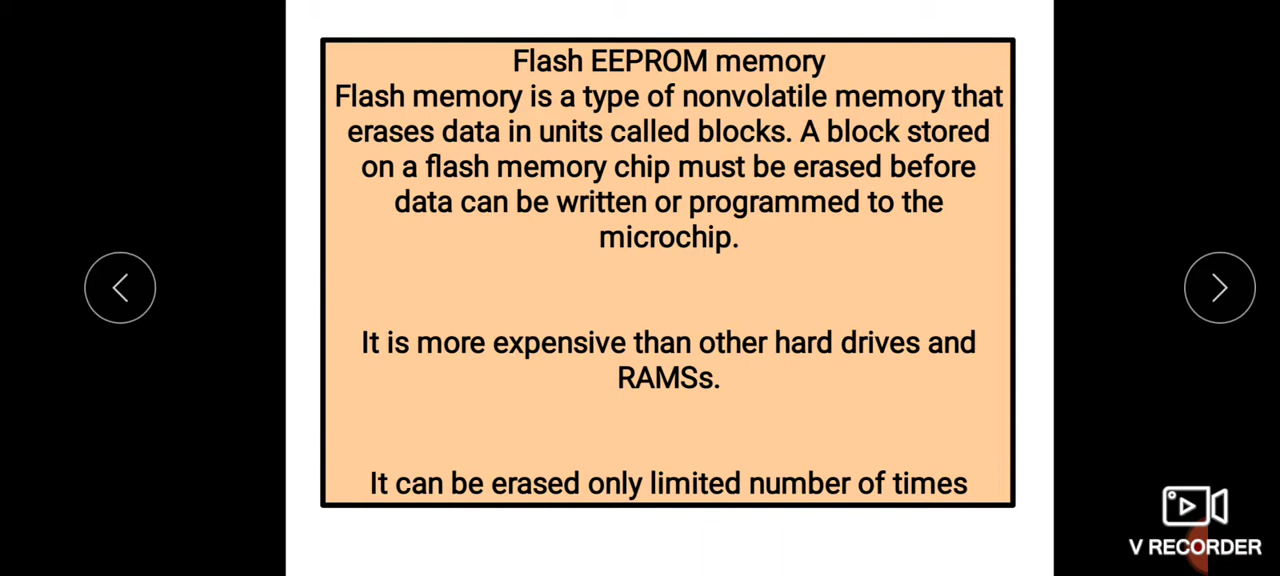 Flash EEPROM memory
Flash memory is a type of nonvolatile memory that
erases data in units called blocks. A block stored
on a flash memory chip must be erased before
data can be written or programmed to the
microchip.
It is more expensive than other hard drives and
RAMSs.
It can be erased only limited number of times
V RECORDER